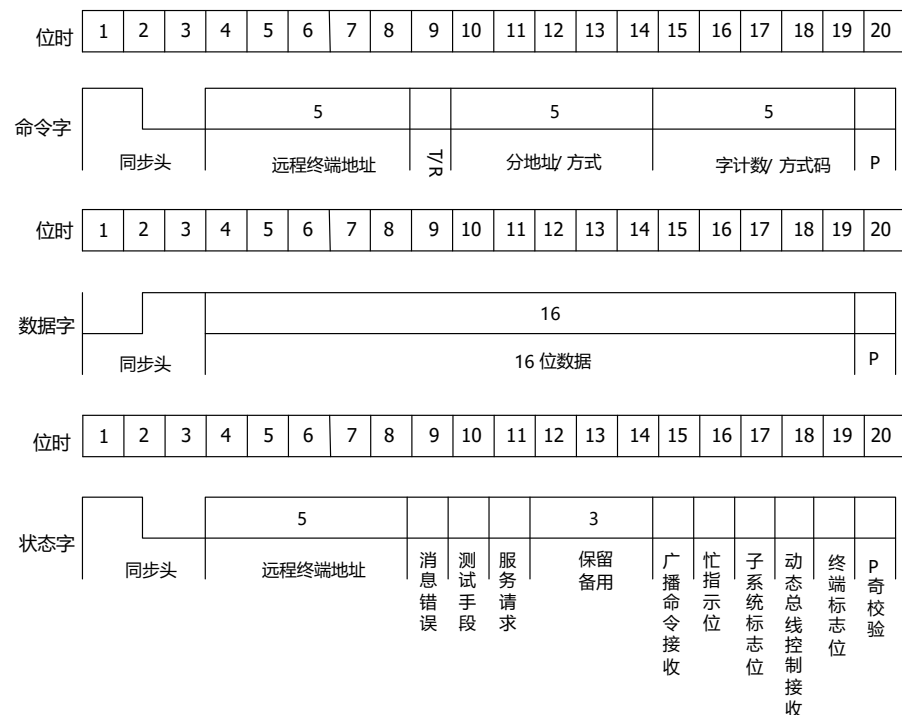 位时 1 2 3 4 5 6 7 8 9 10 11 12 13 14 15 16 17 18 19 20
5 5 5
命令字
同步头 远程终端地址 T/R 分地址/ 方式 字计数/ 方式码 P
位时 1 2 3 4 5 6 7 8 9 10 11 12 13 14 15 16 17 18 19 20
16
数据字
同步头 16 位数据 P
位时 1 2 3 4 5 6 7 8 9 10 11 12 13 14 15 16 17 18 19 20
5 3
状态字
同步头
远程终端地址
消息错误
测试手段
服务请求
保留
备用
广播命令接收
忙指示位
子系统标志位
动态总线控制接收
终端标志位
P奇校验